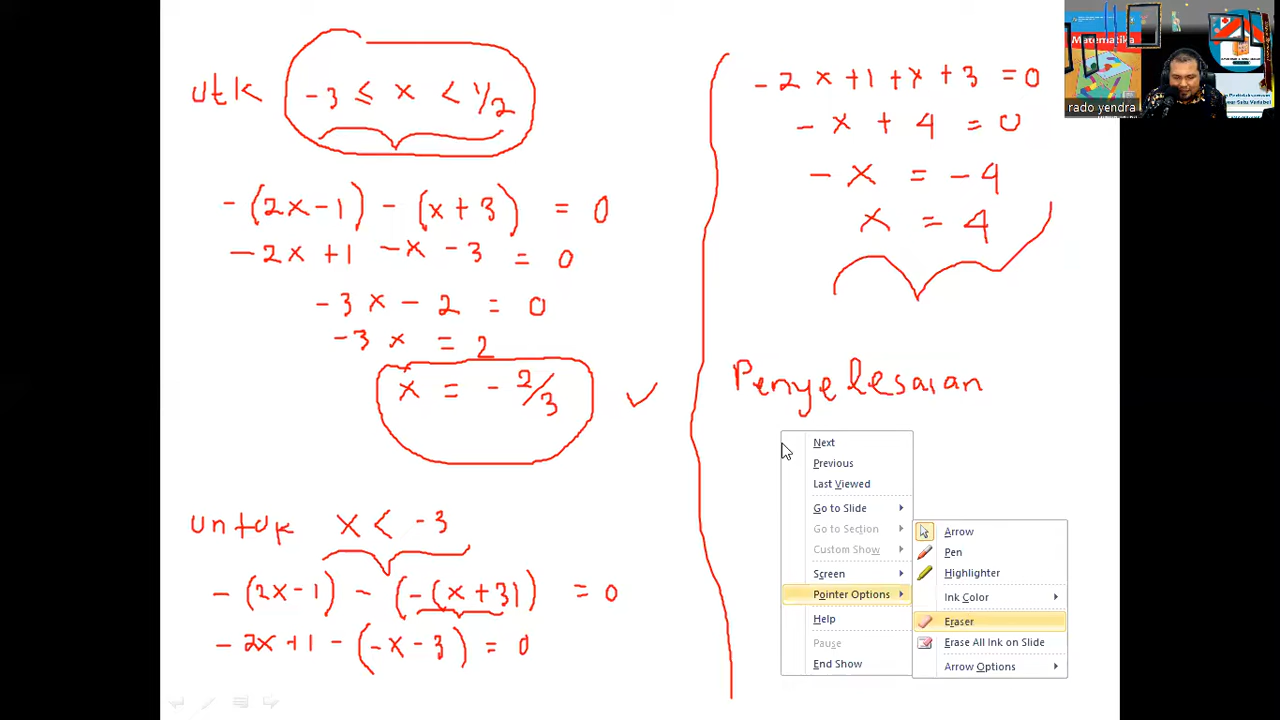 utk -3 ≤ x < 1/2
-(2x-1) - (x+3) = 0
-2x+1 -x -3 = 0
-3x - 2 = 0
-3x = 2
x = - 2/3 ✓
untuk x < -3
-(2x-1) - (-(x+3)) = 0
-2x+1 - (-x-3) = 0
-2x+1+x+3 = 0
-x + 4 = 0
-x = -4
x = 4
Penyelesaian
Next
Previous
Last Viewed
Go to Slide
Go to Section
Custom Show
Screen
Pointer Options
Help
Pause
End Show
Arrow
Pen
Highlighter
Ink Color
Eraser
Erase All Ink on Slide
Arrow Options
Matematika
rado yendra